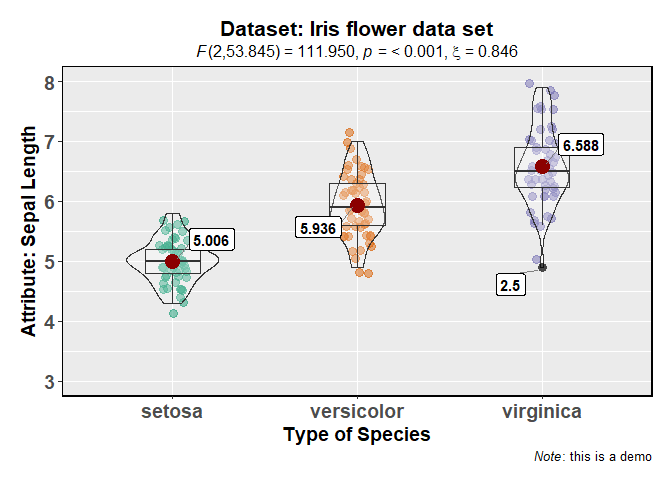 Dataset: Iris flower data set
F(2,53.845) = 111.950, p = < 0.001, ξ = 0.846
Attribute: Sepal Length
8
7
6
5
4
3
5.006
5.936
6.588
2.5
setosa versicolor virginica
Type of Species
Note: this is a demo